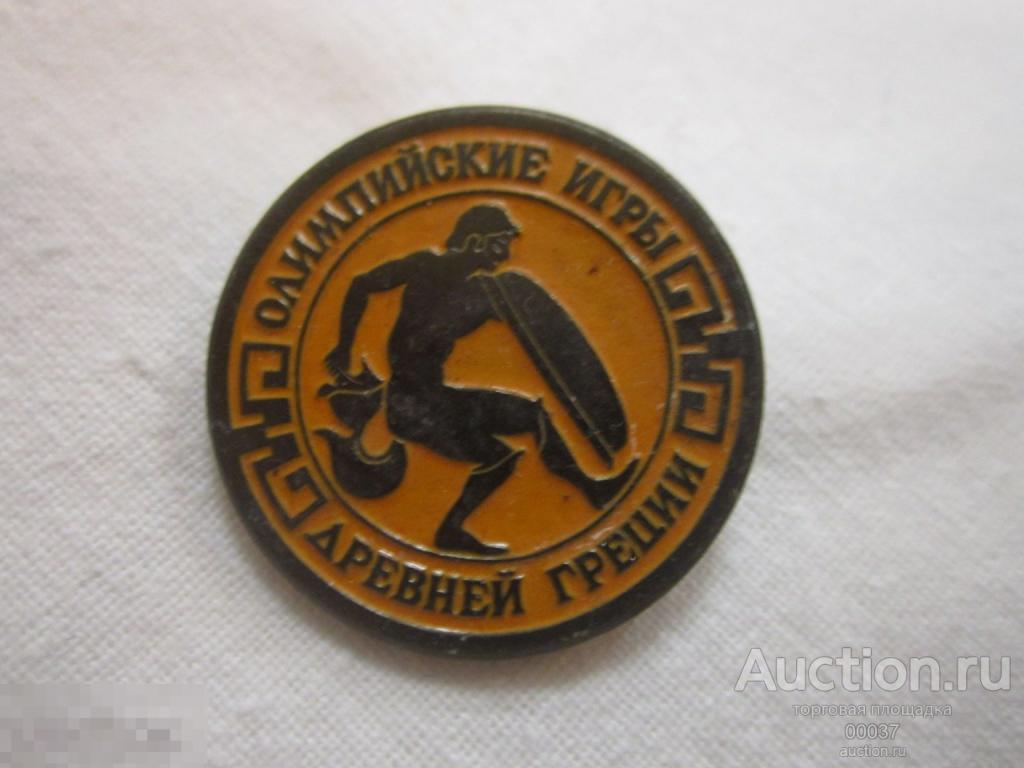 ОЛИМПИЙСКИЕ ИГРЫ
ДРЕВНЕЙ ГРЕЦИИ
Auction.ru
торговая площадка
00037
auction.ru